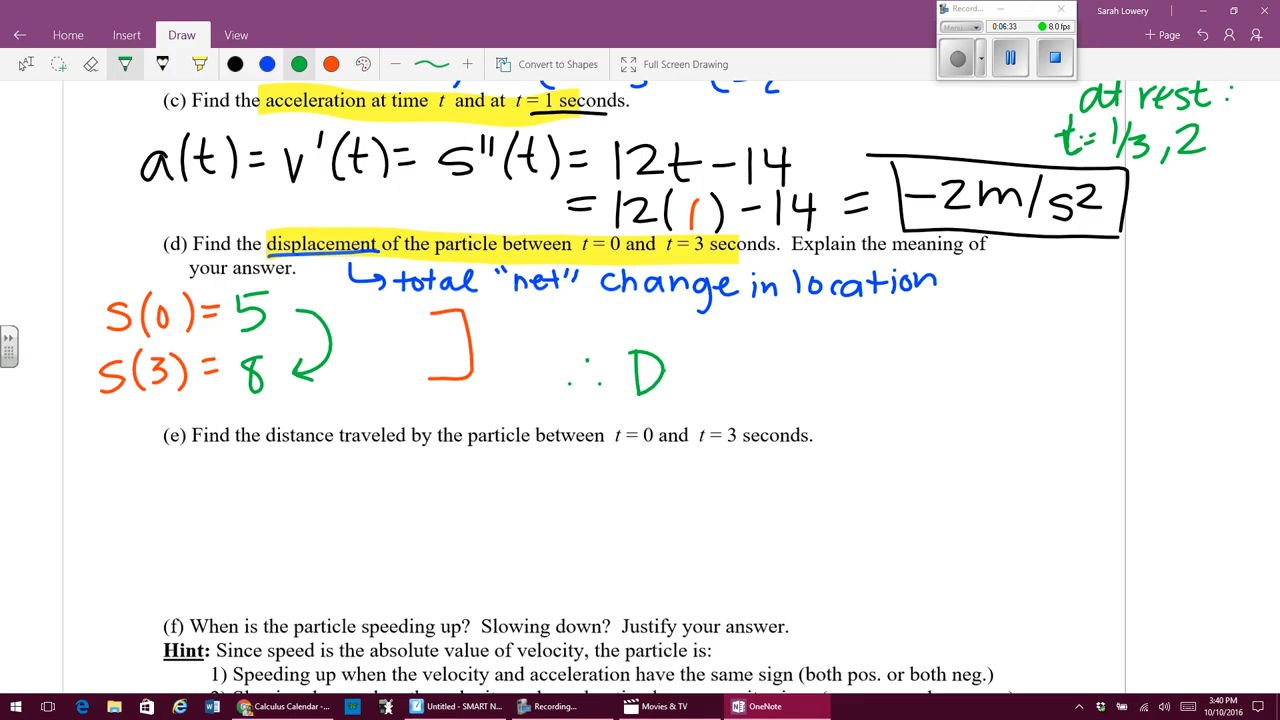 Record...
Sarah Lowery
Menu
0:06:33
8.0 fps
Home Insert Draw View
Page
Convert to Shapes
Full Screen Drawing
(c) Find the acceleration at time t and at t = 1 seconds.
at rest :
t = 1/3, 2
a(t) = v'(t) = s"(t) = 12t - 14
= 12(1) - 14 = -2m/s²
(d) Find the displacement of the particle between t = 0 and t = 3 seconds. Explain the meaning of
your answer.
↳ total "net" change in location
s(0) = 5
s(3) = 8
∴ D
(e) Find the distance traveled by the particle between t = 0 and t = 3 seconds.
(f) When is the particle speeding up? Slowing down? Justify your answer.
Hint: Since speed is the absolute value of velocity, the particle is:
1) Speeding up when the velocity and acceleration have the same sign (both pos. or both neg.)
Calculus Calendar -...
Untitled - SMART N...
Recording...
Movies & TV
OneNote
3:40 PM
10/10/2016